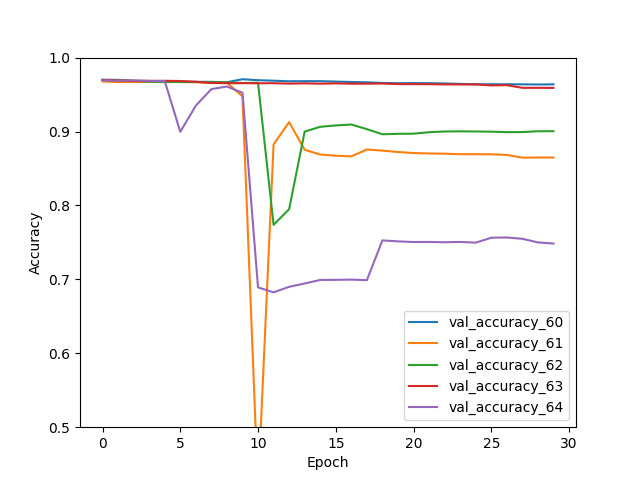 1.0
0.9
0.8
0.7
0.6
0.5
Accuracy
0 5 10 15 20 25 30
Epoch
val_accuracy_60
val_accuracy_61
val_accuracy_62
val_accuracy_63
val_accuracy_64